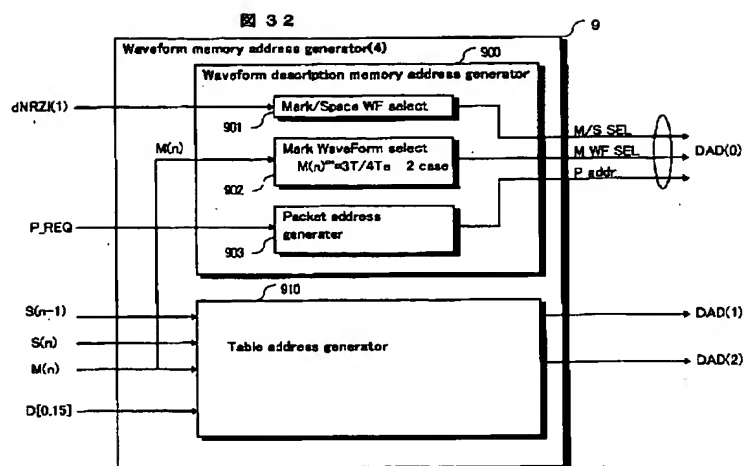 図 32
9
Waveform memory address generator(4)
900
Waveform description memory address generator
dNRZI(1)
Mark/Space WF select
901
M/S SEL
M(n)
Mark WaveForm select
M WF SEL
DAD(0)
2 case
902
P addr.
P_REQ
Packet address
generater
903
910
S(n-1)
DAD(1)
S(n)
Table address generator
M(n)
DAD(2)
D[0.15]